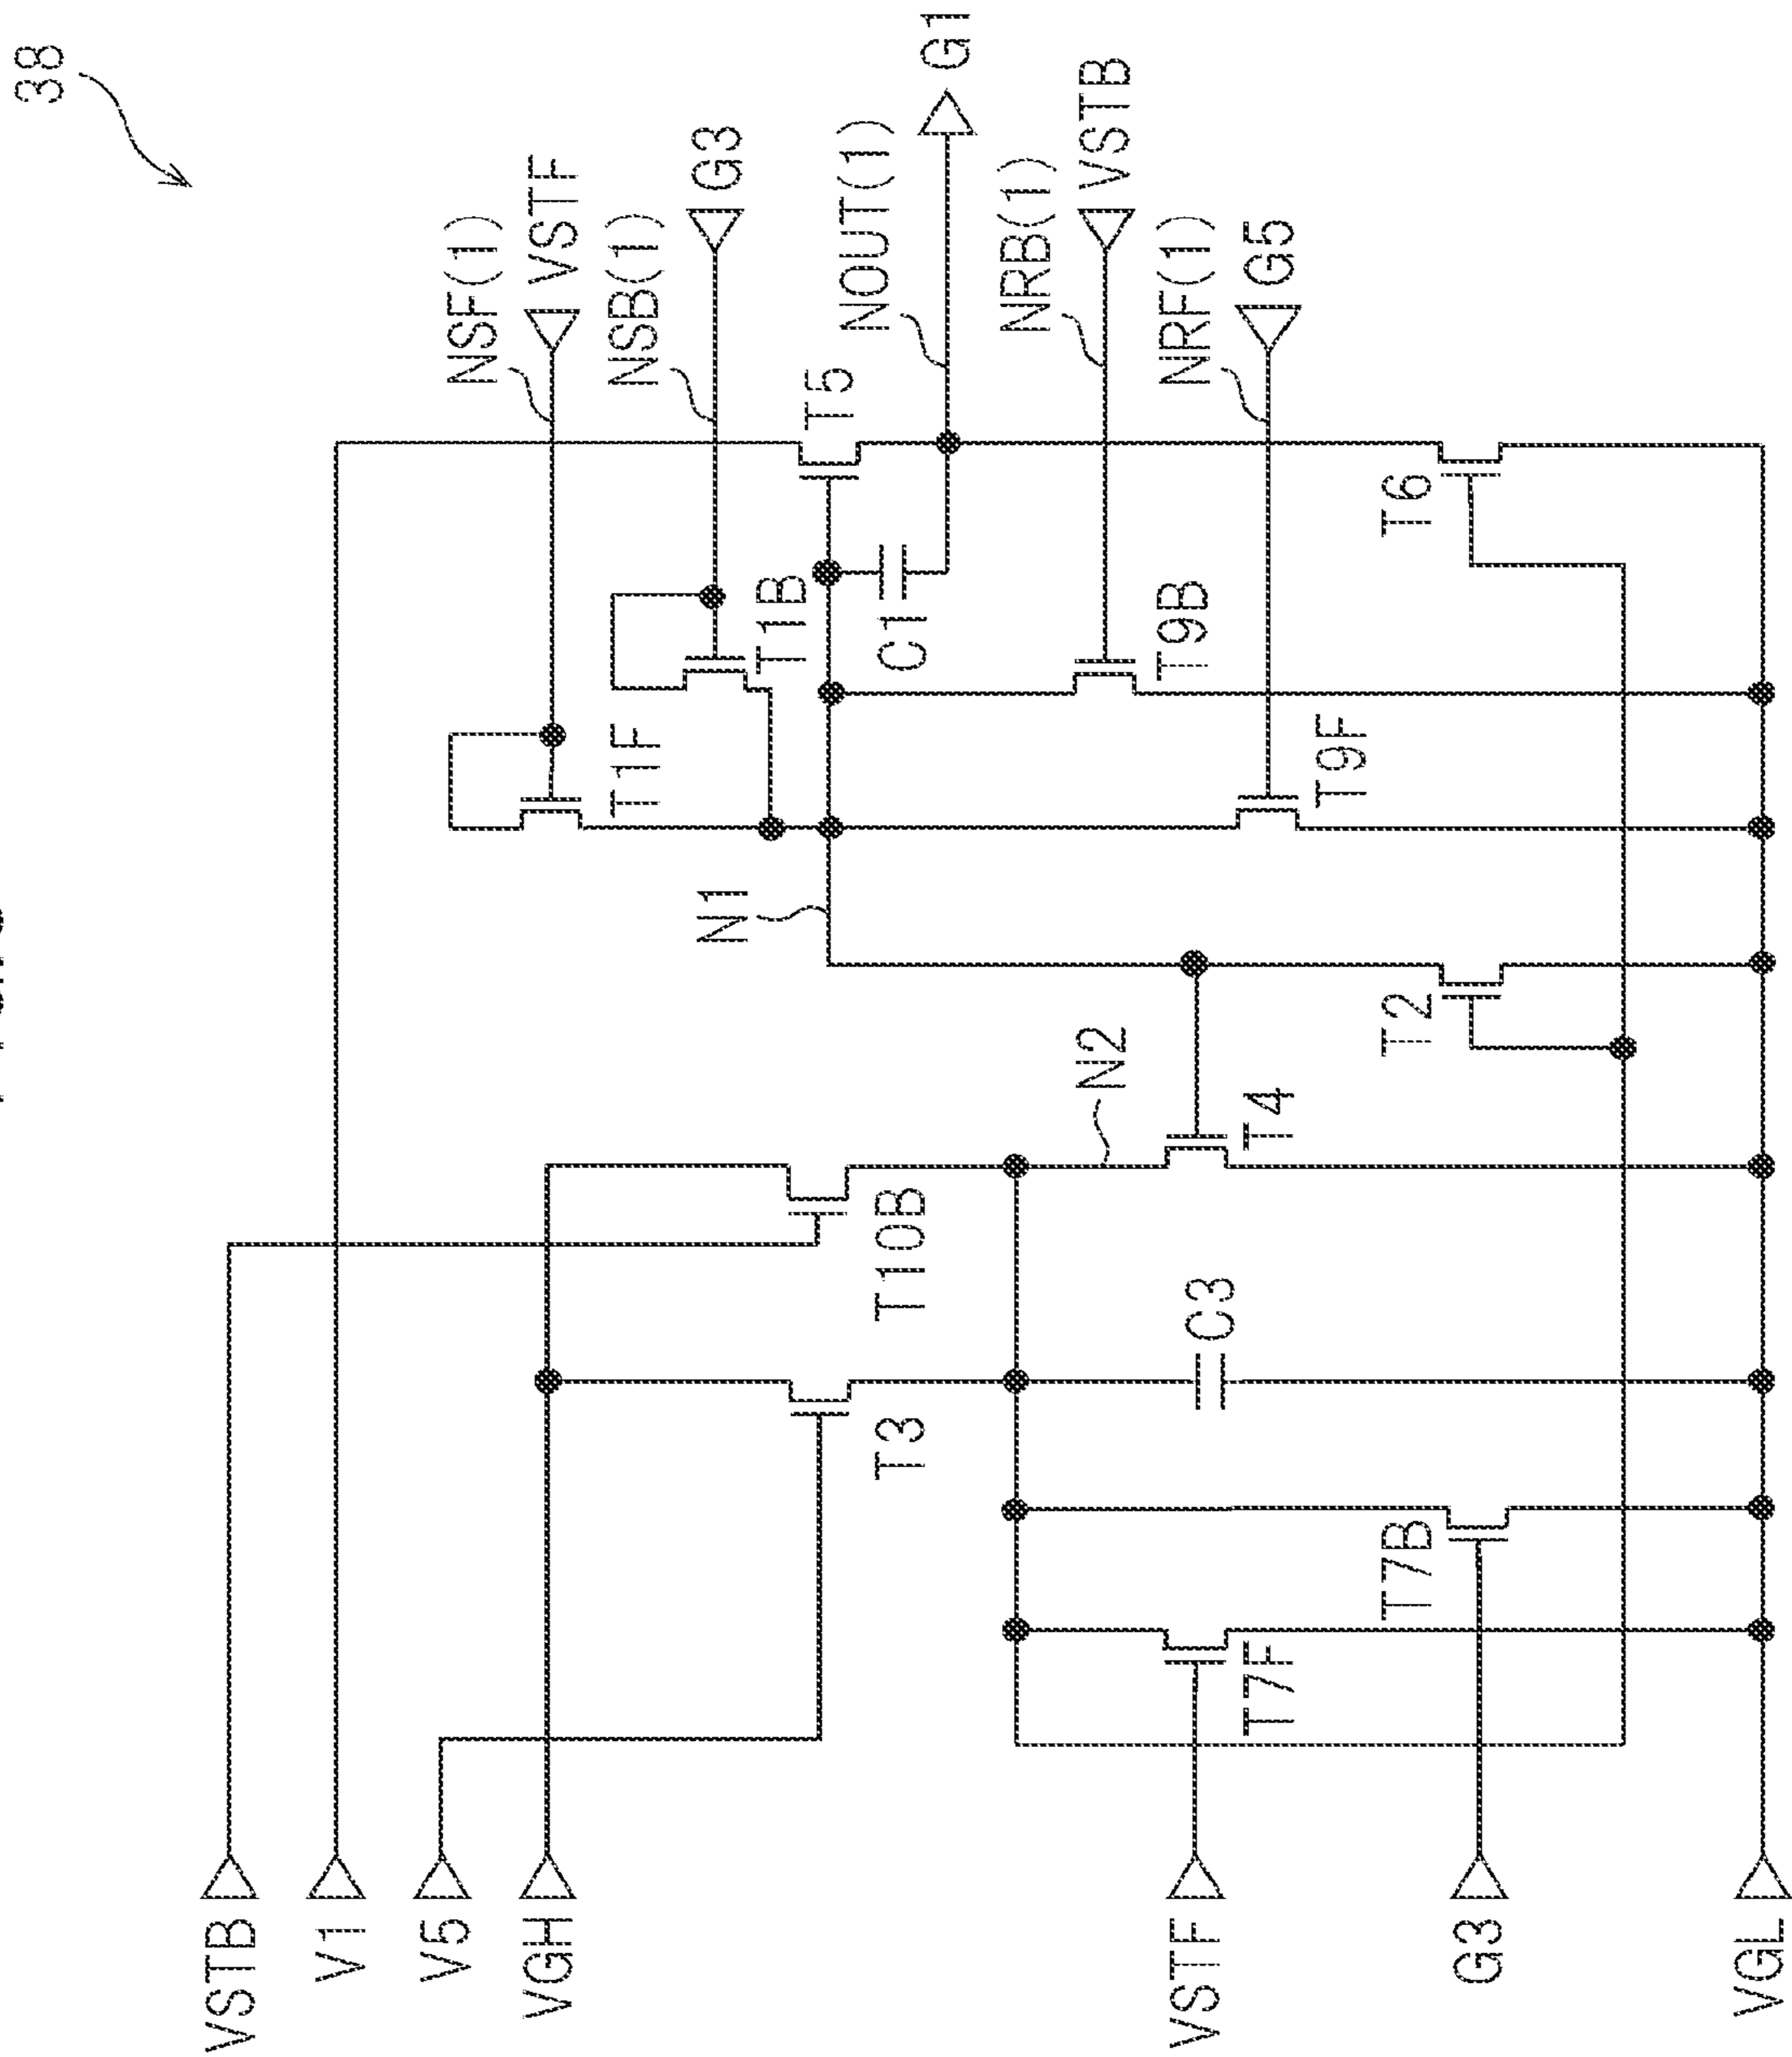 38
VSTB
V1
V5
NSF(1)
VGH
VSTF
T1F
NSB(1)
N1
G3
T1B
T5
NOUT(1)
T3
T10B
C1
G1
NRB(1)
N2
VSTB
T9B
NRF(1)
VSTF
C3
T7F
T4
G5
T9F
T7B
T2
T6
G3
VGL